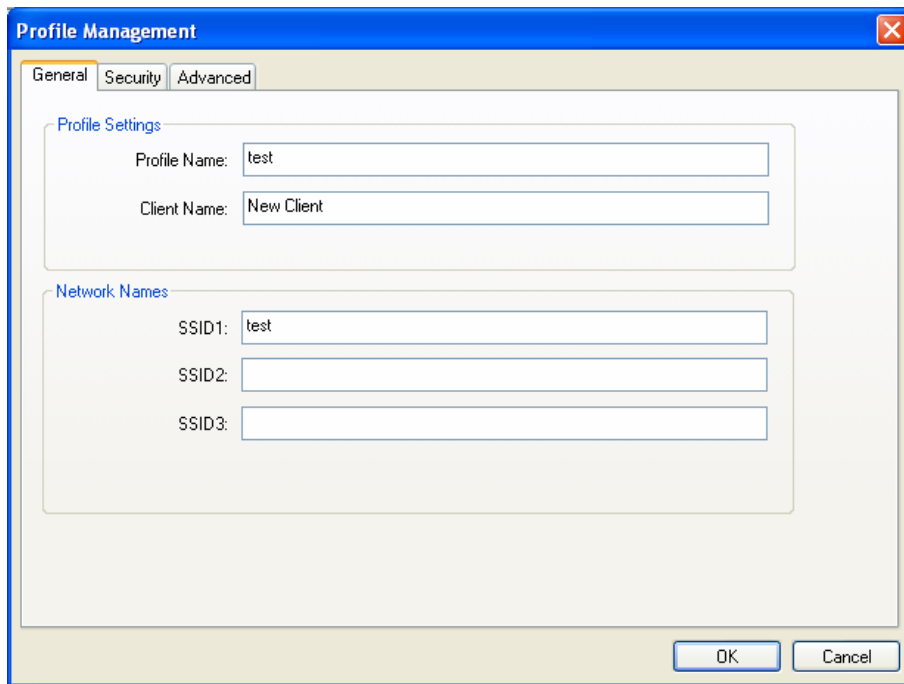 Profile Management
General Security Advanced
Profile Settings
Profile Name: test
Client Name: New Client
Network Names
SSID1: test
SSID2:
SSID3:
OK Cancel